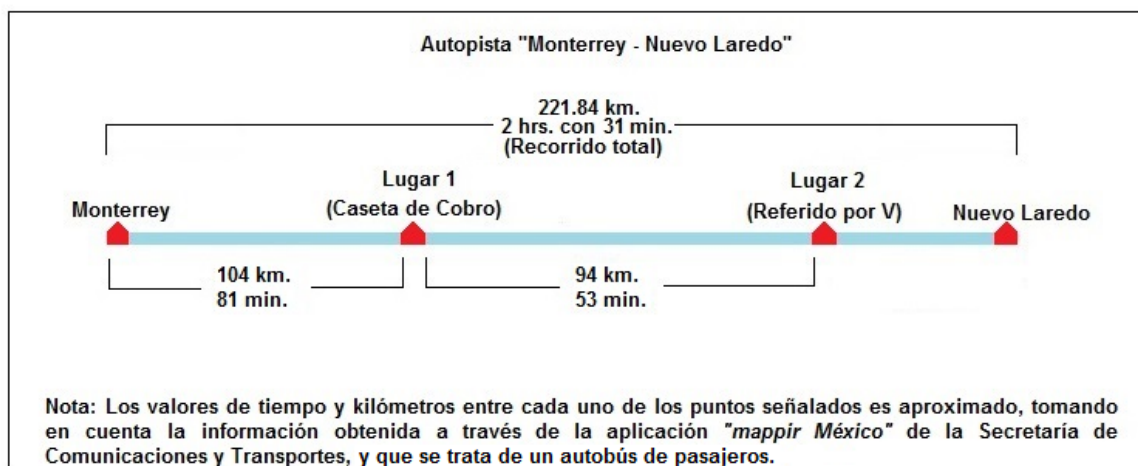 Autopista "Monterrey - Nuevo Laredo"
221.84 km.
2 hrs. con 31 min.
(Recorrido total)
Lugar 1
(Caseta de Cobro)
Lugar 2
(Referido por V)
Monterrey
Nuevo Laredo
104 km.
81 min.
94 km.
53 min.
Nota: Los valores de tiempo y kilómetros entre cada uno de los puntos señalados es aproximado, tomando
en cuenta la información obtenida a través de la aplicación "mappir México" de la Secretaría de
Comunicaciones y Transportes, y que se trata de un autobús de pasajeros.